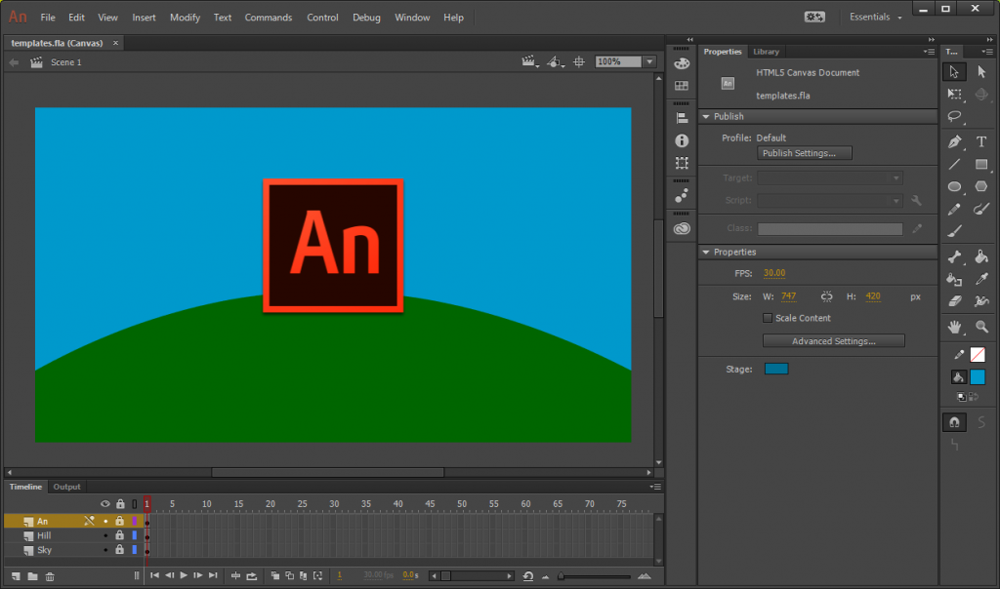 An File Edit View Insert Modify Text Commands Control Debug Window Help Essentials
templates.fla (Canvas) ×
Scene 1 100%
An
Properties Library
An HTML5 Canvas Document
templates.fla
Publish
Profile: Default
Publish Settings...
Target:
Script:
Class:
Properties
FPS: 30.00
Size: W: 747 H: 420 px
Scale Content
Advanced Settings...
Stage:
T...
T
Timeline Output
1 5 10 15 20 25 30 35 40 45 50 55 60 65 70 75
An
Hill
Sky
1 30.00 fps 0.0 s